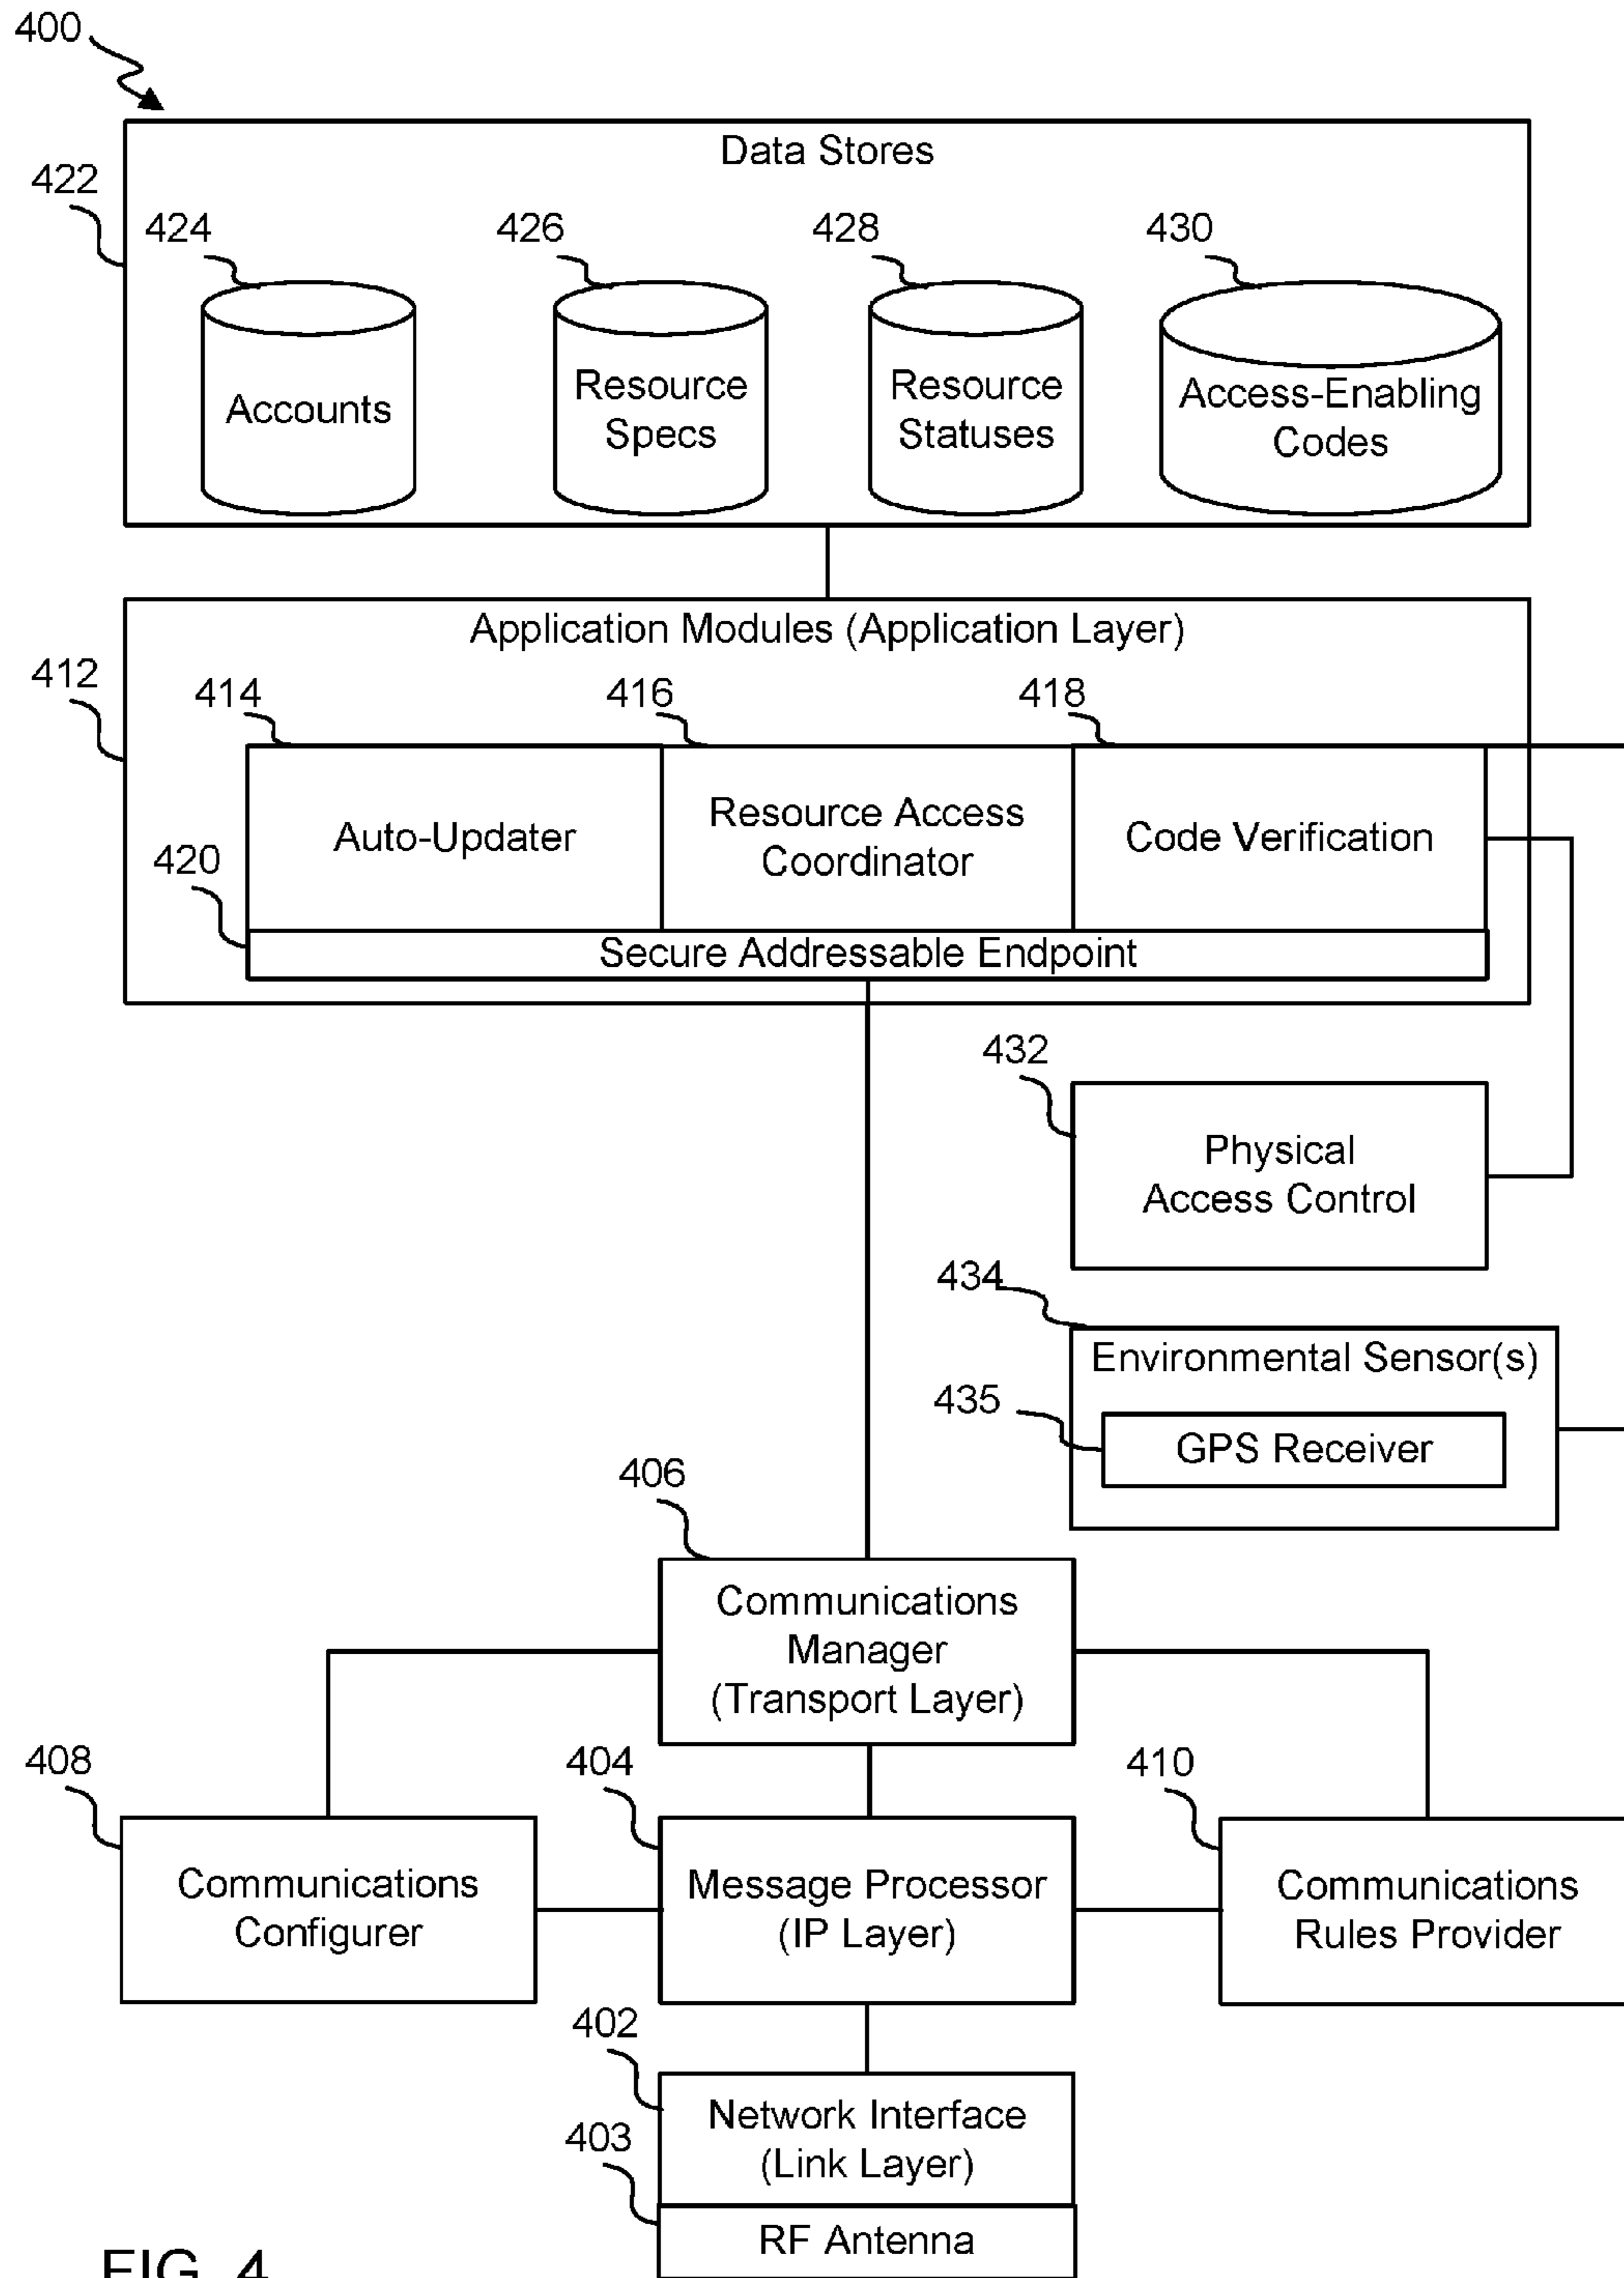 400
Data Stores
422
424
426
428
430
Accounts
Resource
Specs
Resource
Statuses
Access-Enabling
Codes
Application Modules (Application Layer)
412
414
416
418
Auto-Updater
Resource Access
Coordinator
Code Verification
420
Secure Addressable Endpoint
432
Physical
Access Control
434
Environmental Sensor(s)
435
GPS Receiver
406
Communications
Manager
(Transport Layer)
408
404
410
Communications
Configurer
Message Processor
(IP Layer)
Communications
Rules Provider
402
Network Interface
(Link Layer)
403
RF Antenna
FIG. 4